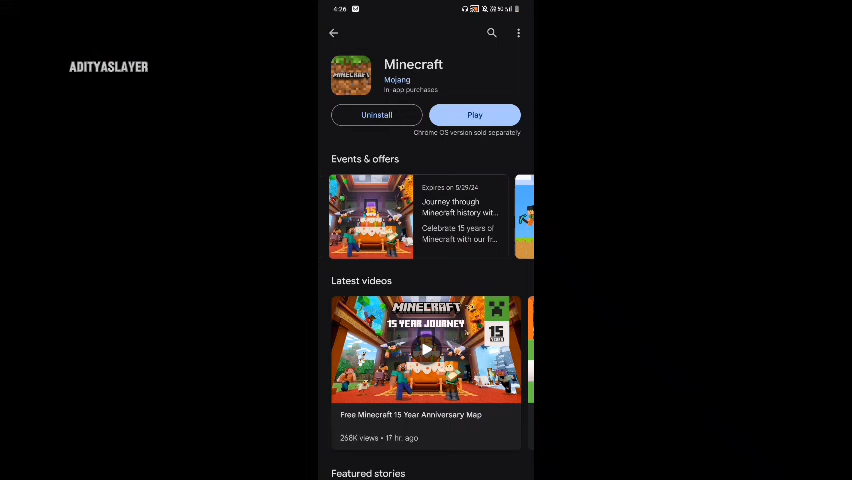 4:26
ADITYASLAYER
MINECRAFT
Minecraft
Mojang
In-app purchases
Uninstall
Play
Chrome OS version sold separately
Events & offers
Expires on 5/29/24
Journey through
Minecraft history wit...
Celebrate 15 years of
Minecraft with our fr...
Latest videos
MINECRAFT
15 YEAR JOURNEY
15
YEARS
Free Minecraft 15 Year Anniversary Map
268K views • 17 hr. ago
Featured stories